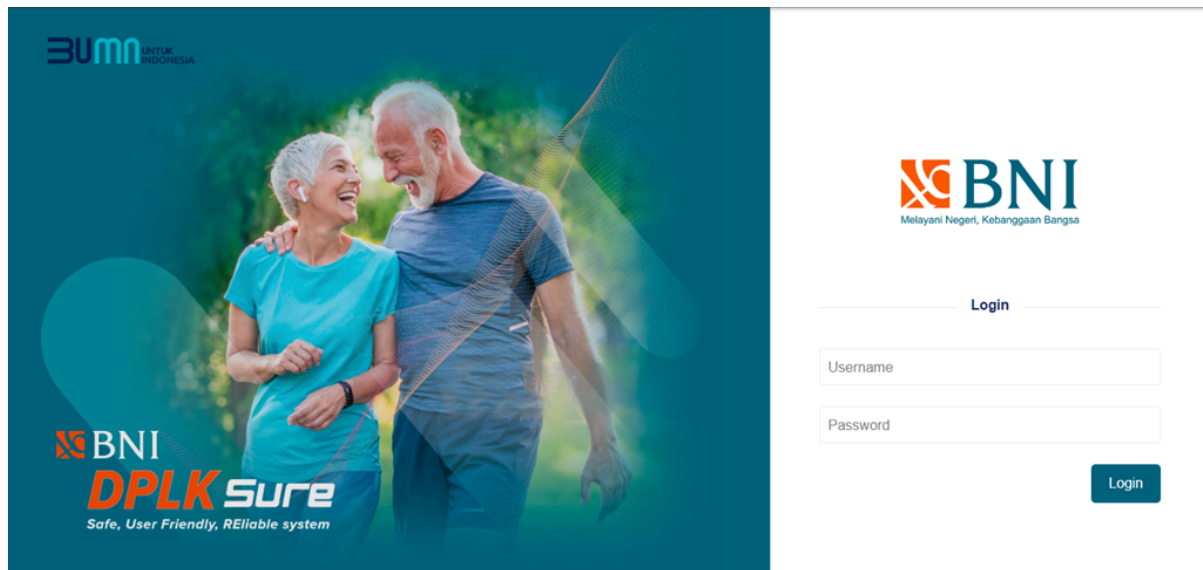 BUMN UNTUK
INDONESIA
BNI
DPLK Sure
Safe, User Friendly, REliable system
BNI
Melayani Negeri, Kebanggaan Bangsa
Login
Username
Password
Login